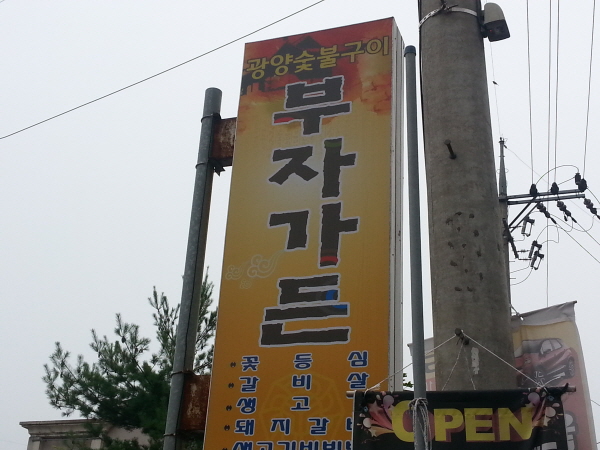 광양숯불구이
부자가든
꽃등심
갈비살
생고
돼지갈비
OPEN